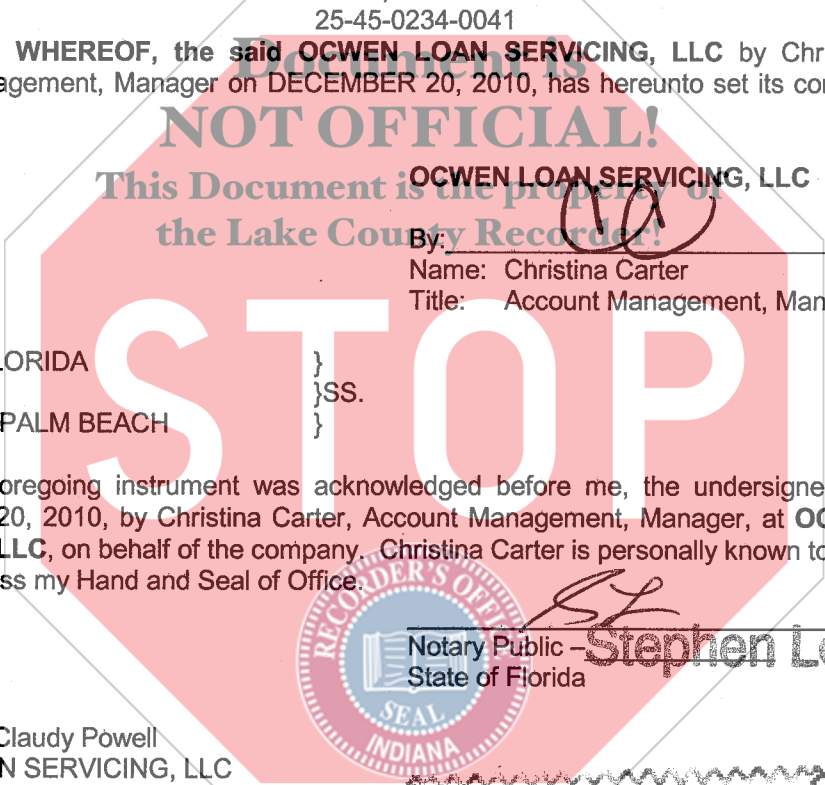 25-45-0234-0041
WHEREOF, the said OCWEN LOAN SERVICING, LLC by Chr
agement, Manager on DECEMBER 20, 2010, has hereunto set its cor
Document is
NOT OFFICIAL!
This Document is the property of
the Lake County Recorder!
OCWEN LOAN SERVICING, LLC
By:
Name: Christina Carter
Title: Account Management, Man
STOP
LORIDA }
}SS.
PALM BEACH }
oregoing instrument was acknowledged before me, the undersigne
20, 2010, by Christina Carter, Account Management, Manager, at OC
LLC, on behalf of the company. Christina Carter is personally known to
ss my Hand and Seal of Office.
RECORDER'S OFFICE
SEAL
INDIANA
Notary Public – Stephen Le
State of Florida
Claudy Powell
N SERVICING, LLC